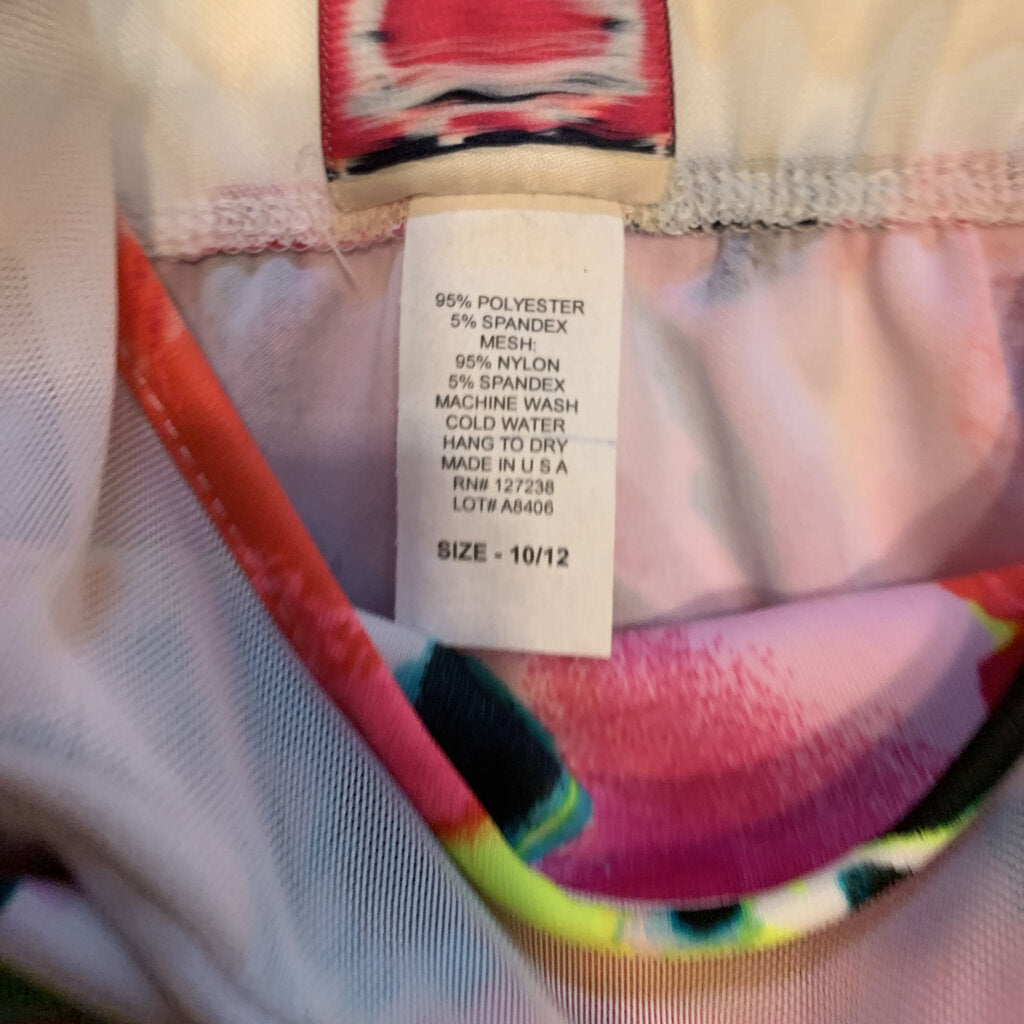 95% POLYESTER
5% SPANDEX
MESH:
95% NYLON
5% SPANDEX
MACHINE WASH
COLD WATER
HANG TO DRY
MADE IN U S A
RN# 127238
LOT# A8406
SIZE - 10/12